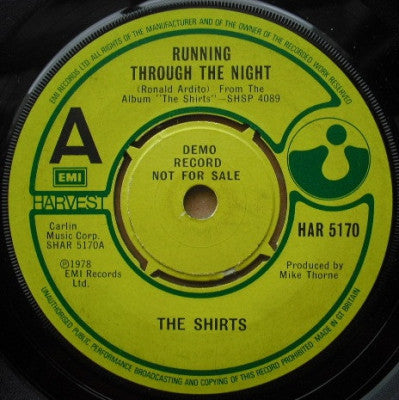 EMI RECORDS LTD. ALL RIGHTS OF THE MANUFACTURER AND OF THE OWNER OF THE RECORDED WORK RESERVED
RUNNING
THROUGH THE NIGHT
(Ronald Ardito) From The
Album "The Shirts"—SHSP 4089
A
EMI
HARVEST
DEMO
RECORD
NOT FOR SALE
HAR 5170
Carlin
Music Corp.
SHAR 5170A
℗1978
EMI Records
Ltd.
Produced by
Mike Thorne
THE SHIRTS
UNAUTHORISED PUBLIC PERFORMANCE BROADCASTING AND COPYING OF THIS RECORD PROHIBITED MADE IN GT BRITAIN